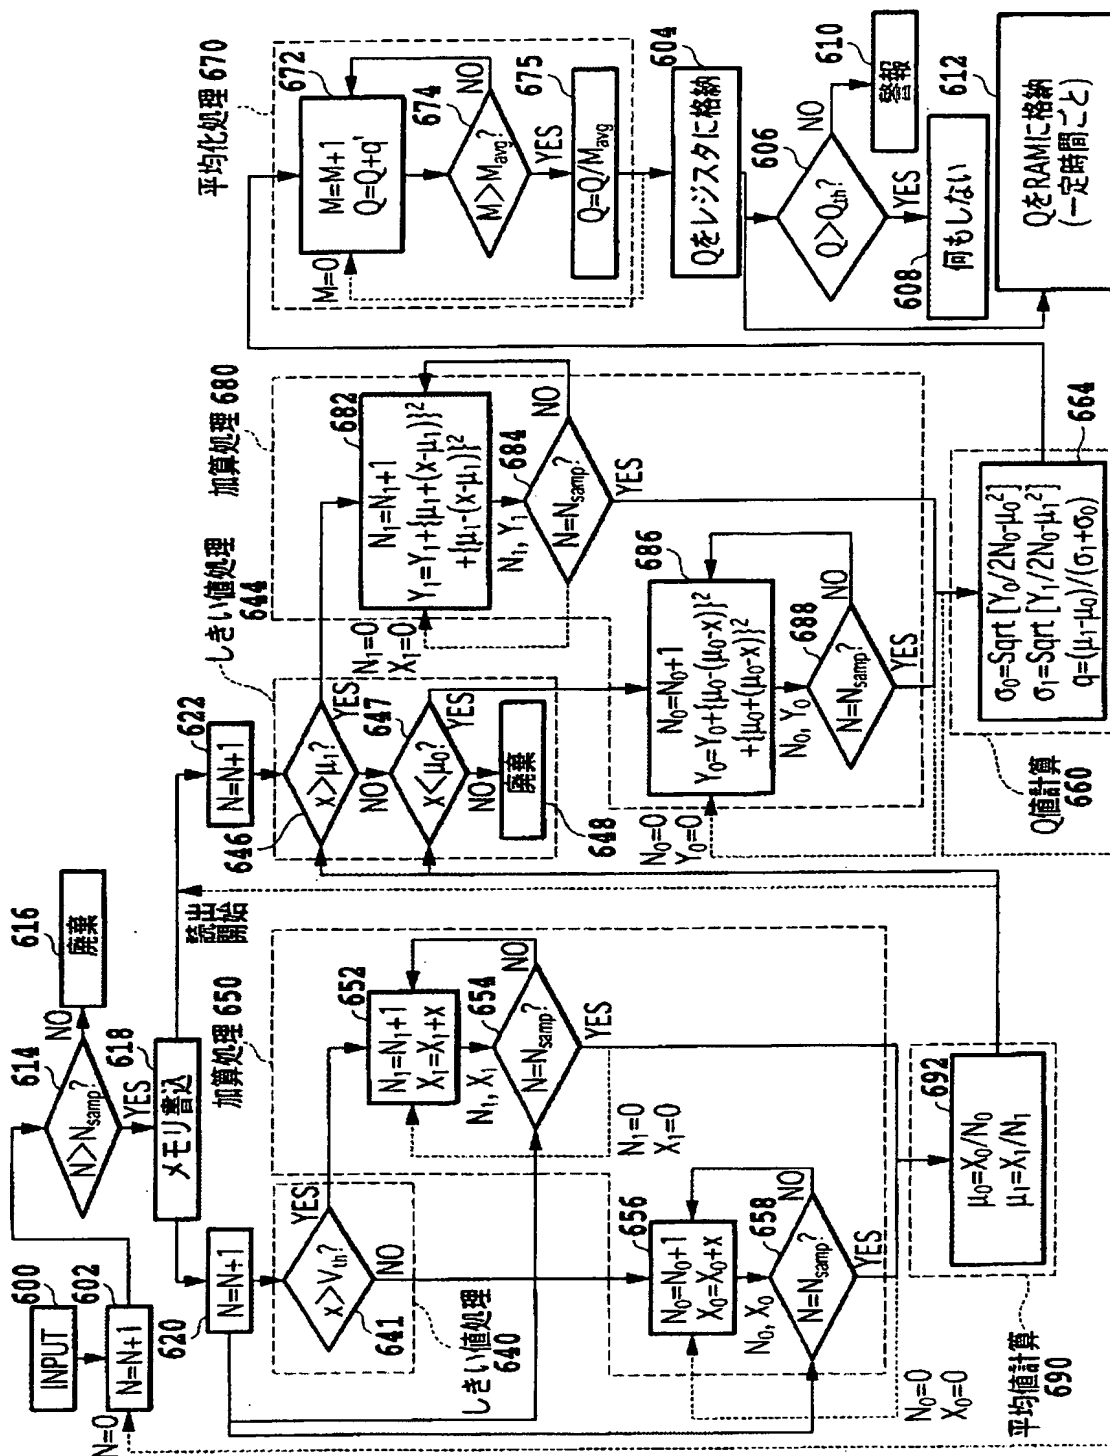 INPUT
600
N=0
N=N+1
602
N>N_samp?
614
NO
YES
廃棄
616
メモリ書込
618
読出
開始
N=N+1
620
しきい値処理
640
x>V_th?
641
YES
NO
加算処理 650
N₁=N₁+1
X₁=X₁+x
652
N₁, X₁
N=N_samp?
654
NO
YES
N₁=0
X₁=0
N₀=N₀+1
X₀=X₀+x
656
N₀, X₀
N=N_samp?
658
NO
YES
N₀=0
X₀=0
平均値計算
690
μ₀=X₀/N₀
μ₁=X₁/N₁
692
N=N+1
622
しきい値処理
644
x>μ₁?
646
YES
NO
x<μ₀?
647
YES
NO
廃棄
648
加算処理 680
N₁=0
X₁=0
N₁=N₁+1
Y₁=Y₁+{μ₁+(x-μ₁)}²
+{μ₁-(x-μ₁)}²
682
N₁, Y₁
N=N_samp?
684
NO
YES
N₀=0
Y₀=0
N₀=N₀+1
Y₀=Y₀+{μ₀-(μ₀-x)}²
+{μ₀+(μ₀-x)}²
686
N₀, Y₀
N=N_samp?
688
NO
YES
Q値計算
660
σ₀=Sqrt[Y₀/2N₀-μ₀²]
σ₁=Sqrt[Y₁/2N₀-μ₁²]
q=(μ₁-μ₀)/(σ₁+σ₀)
664
平均化処理 670
M=0
M=M+1
Q=Q+q'
672
M>M_avg?
674
NO
YES
Q=Q/M_avg
675
Qをレジスタに格納
604
Q>Q_th?
606
NO
YES
警報
610
何もしない
608
QをRAMに格納
(一定時間ごと)
612